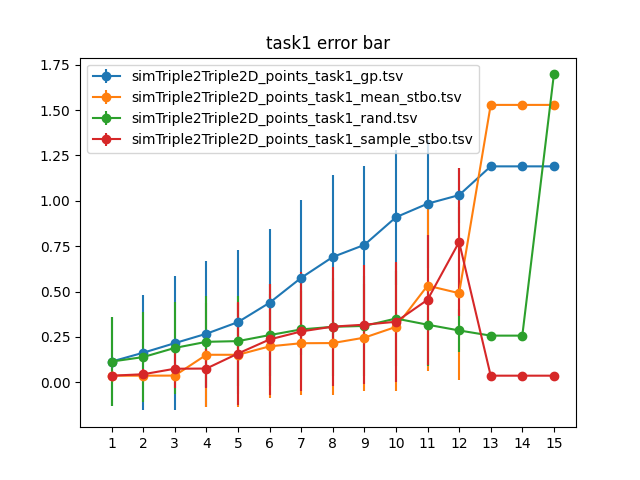 task1 error bar
simTriple2Triple2D_points_task1_gp.tsv
simTriple2Triple2D_points_task1_mean_stbo.tsv
simTriple2Triple2D_points_task1_rand.tsv
simTriple2Triple2D_points_task1_sample_stbo.tsv
1.75
1.50
1.25
1.00
0.75
0.50
0.25
0.00
1 2 3 4 5 6 7 8 9 10 11 12 13 14 15